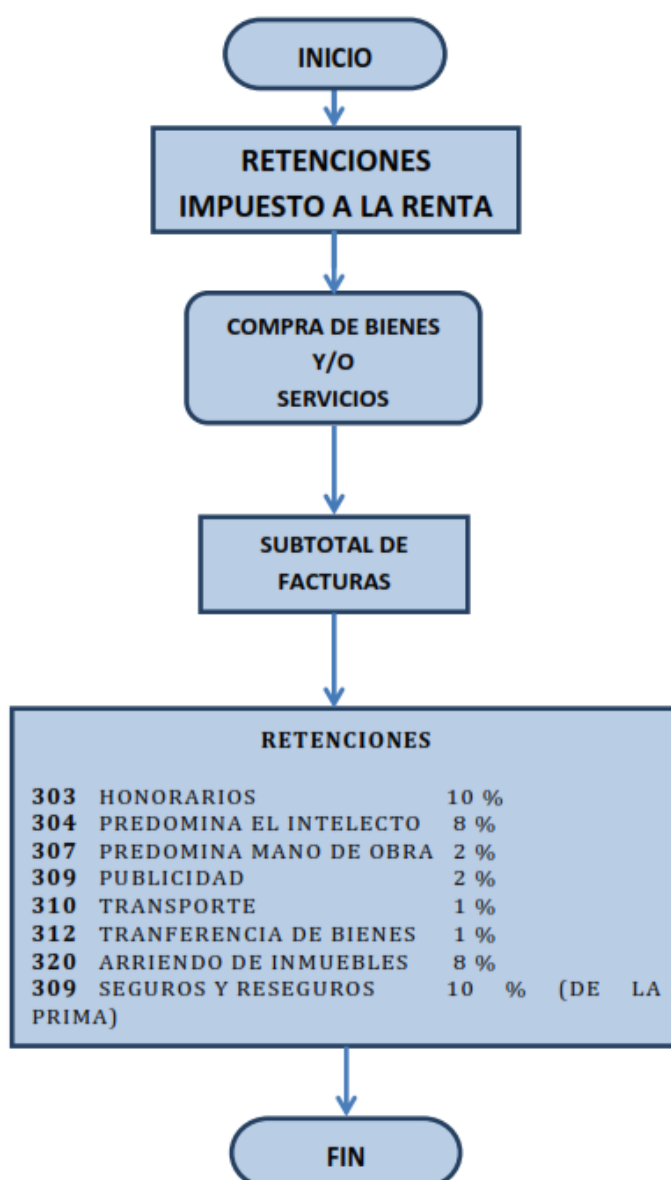 INICIO
RETENCIONES
IMPUESTO A LA RENTA
COMPRA DE BIENES
Y/O
SERVICIOS
SUBTOTAL DE
FACTURAS
RETENCIONES
303 HONORARIOS 10 %
304 PREDOMINA EL INTELECTO 8 %
307 PREDOMINA MANO DE OBRA 2 %
309 PUBLICIDAD 2 %
310 TRANSPORTE 1 %
312 TRANFERENCIA DE BIENES 1 %
320 ARRIENDO DE INMUEBLES 8 %
309 SEGUROS Y RESEGUROS 10 % (DE LA
PRIMA)
FIN